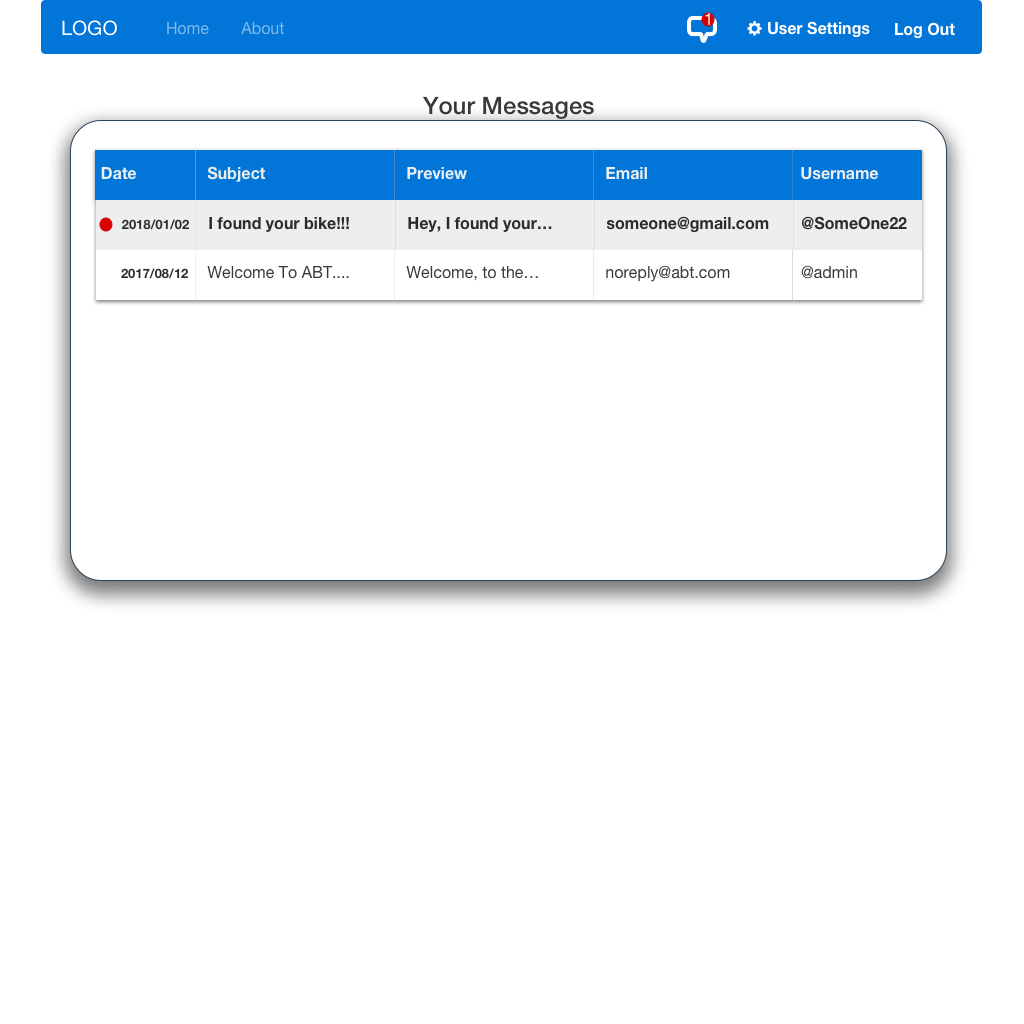 LOGO Home About 1 User Settings Log Out
Your Messages
Date Subject Preview Email Username
2018/01/02 I found your bike!!! Hey, I found your… someone@gmail.com @SomeOne22
2017/08/12 Welcome To ABT.... Welcome, to the… noreply@abt.com @admin